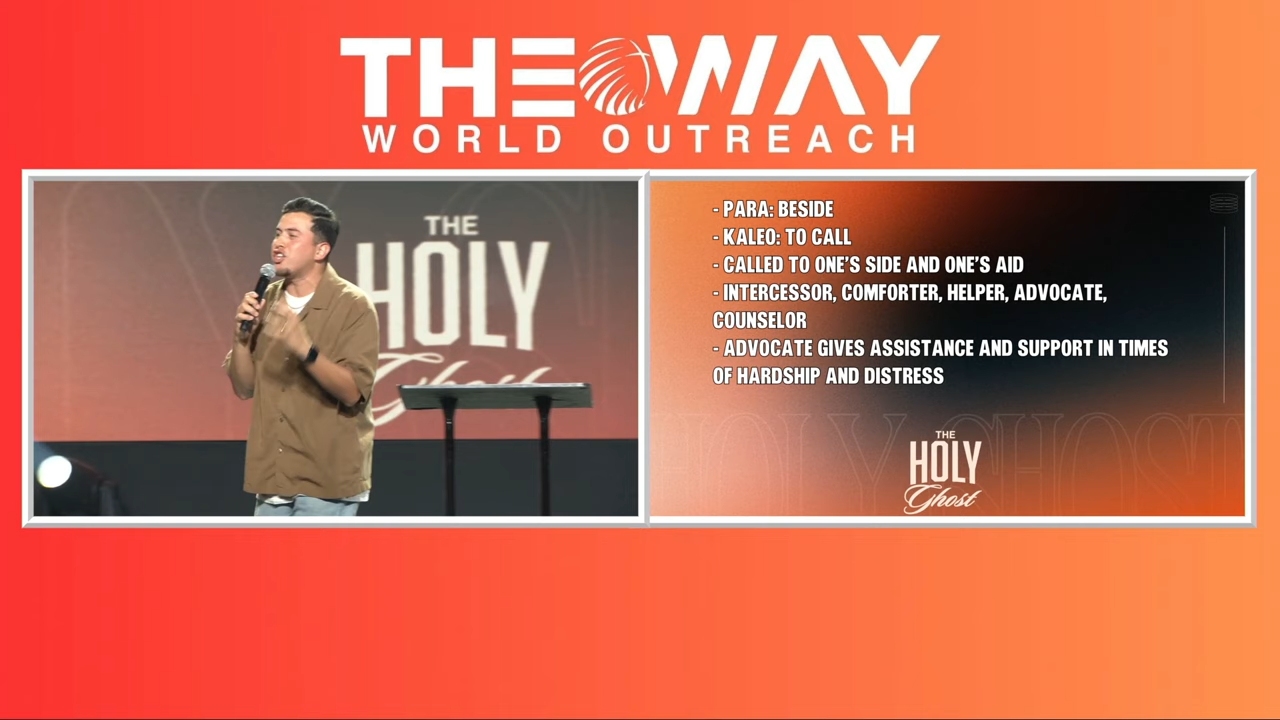 THE WAY
WORLD OUTREACH
THE
HOLY
Ghost
- PARA: BESIDE
- KALEO: TO CALL
- CALLED TO ONE'S SIDE AND ONE'S AID
- INTERCESSOR, COMFORTER, HELPER, ADVOCATE,
COUNSELOR
- ADVOCATE GIVES ASSISTANCE AND SUPPORT IN TIMES
OF HARDSHIP AND DISTRESS
HOLY GHOST
THE
HOLY
Ghost